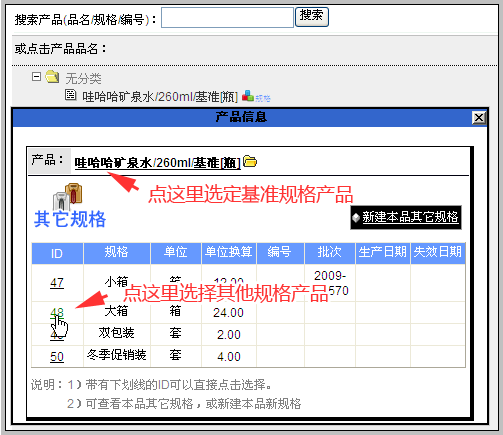 搜索产品(品名/规格/编号)： 搜索
或点击产品品名：
无分类
哇哈哈矿泉水/260ml/基准[瓶] 规格
产品信息
产品： 哇哈哈矿泉水/260ml/基准[瓶]
点这里选定基准规格产品
其它规格
新建本品其它规格
ID 规格 单位 单位换算 编号 批次 生产日期 失效日期
47 小箱 箱 12.00 2009-
570
点这里选择其他规格产品
48 大箱 箱 24.00
双包装 套 2.00
50 冬季促销装 套 4.00
说明：1）带有下划线的ID可以直接点击选择。
2）可查看本品其它规格，或新建本品新规格